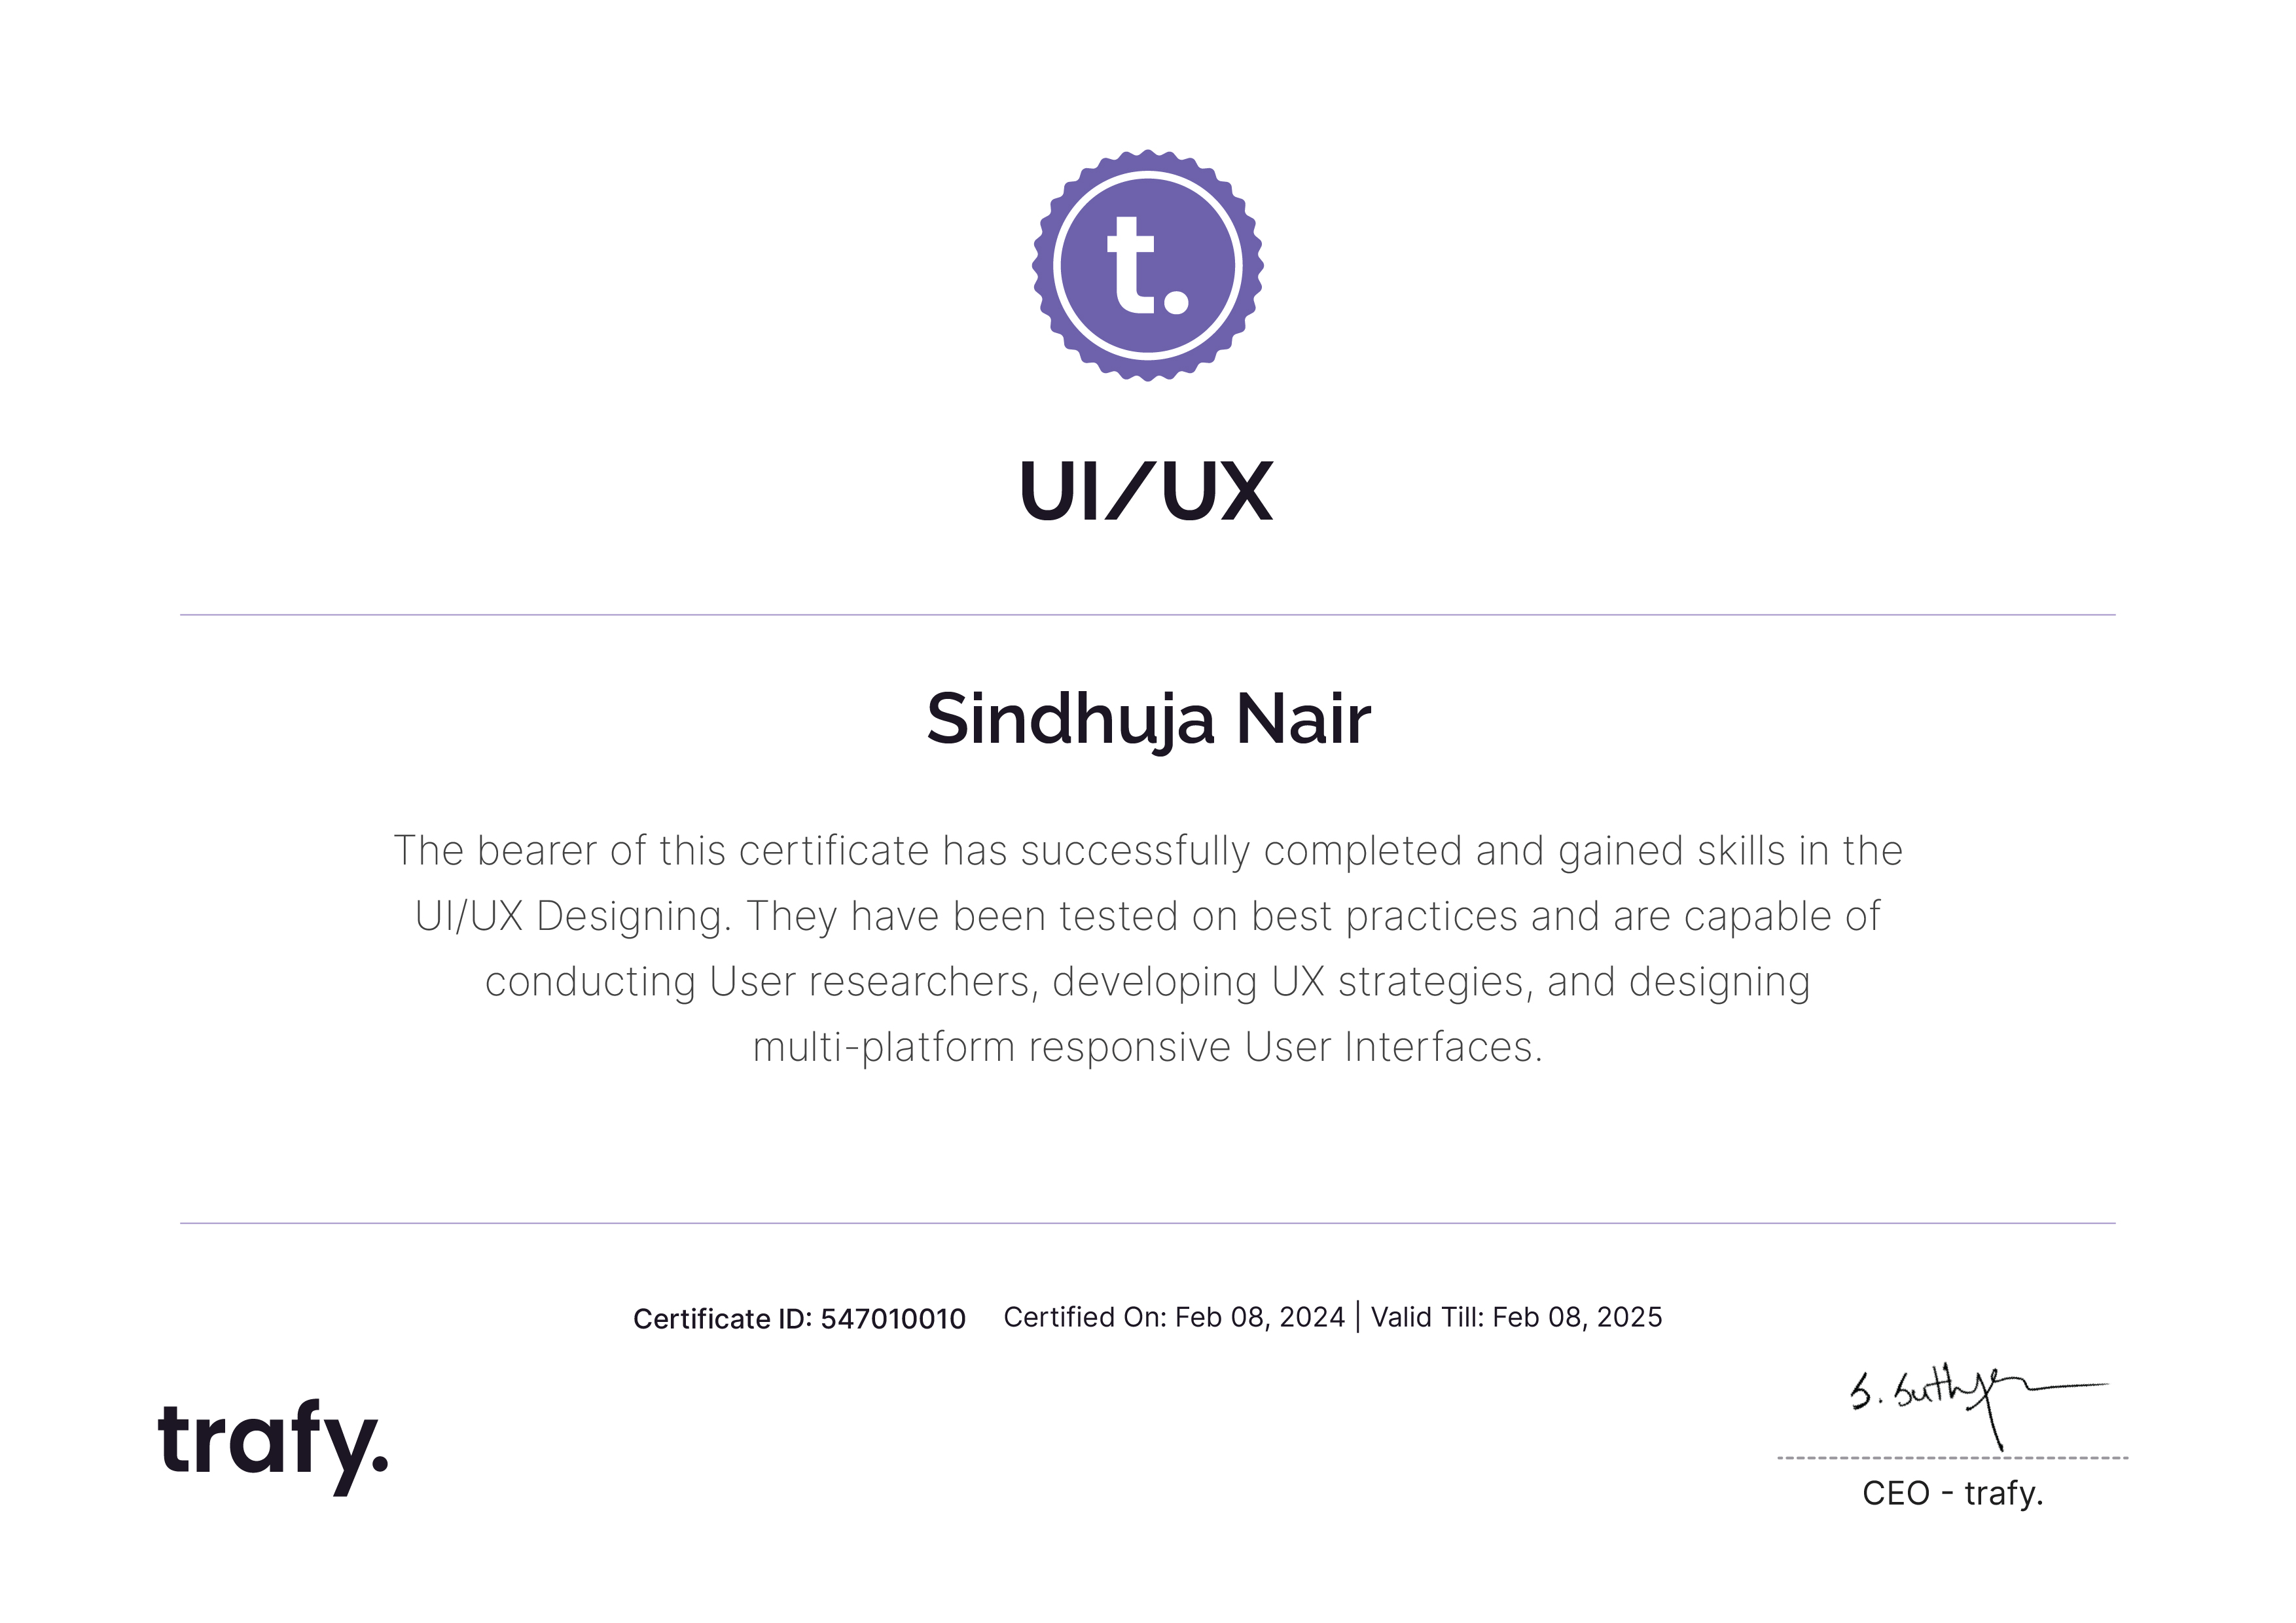 t.
UI/UX
Sindhuja Nair
The bearer of this certificate has successfully completed and gained skills in the
UI/UX Designing. They have been tested on best practices and are capable of
conducting User researchers, developing UX strategies, and designing
multi-platform responsive User Interfaces.
Certificate ID: 547010010 Certified On: Feb 08, 2024 | Valid Till: Feb 08, 2025
trafy.
CEO - trafy.